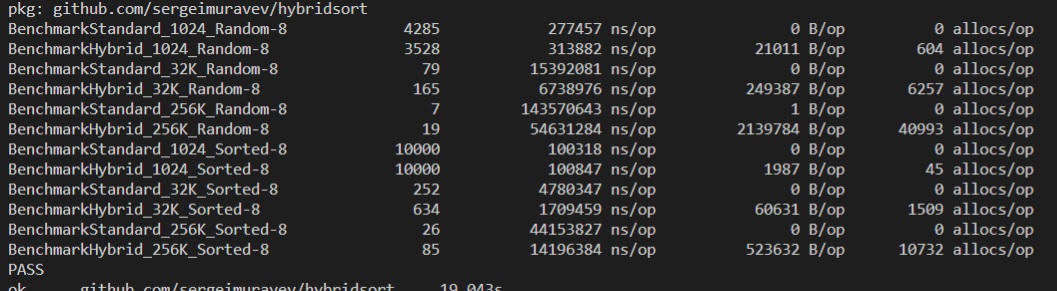 pkg: github.com/sergeimuravev/hybridsort
BenchmarkStandard_1024_Random-8 4285 277457 ns/op 0 B/op 0 allocs/op
BenchmarkHybrid_1024_Random-8 3528 313882 ns/op 21011 B/op 604 allocs/op
BenchmarkStandard_32K_Random-8 79 15392081 ns/op 0 B/op 0 allocs/op
BenchmarkHybrid_32K_Random-8 165 6738976 ns/op 249387 B/op 6257 allocs/op
BenchmarkStandard_256K_Random-8 7 143570643 ns/op 1 B/op 0 allocs/op
BenchmarkHybrid_256K_Random-8 19 54631284 ns/op 2139784 B/op 40993 allocs/op
BenchmarkStandard_1024_Sorted-8 10000 100318 ns/op 0 B/op 0 allocs/op
BenchmarkHybrid_1024_Sorted-8 10000 100847 ns/op 1987 B/op 45 allocs/op
BenchmarkStandard_32K_Sorted-8 252 4780347 ns/op 0 B/op 0 allocs/op
BenchmarkHybrid_32K_Sorted-8 634 1709459 ns/op 60631 B/op 1509 allocs/op
BenchmarkStandard_256K_Sorted-8 26 44153827 ns/op 0 B/op 0 allocs/op
BenchmarkHybrid_256K_Sorted-8 85 14196384 ns/op 523632 B/op 10732 allocs/op
PASS
ok github.com/sergeimuravev/hybridsort 19.043s